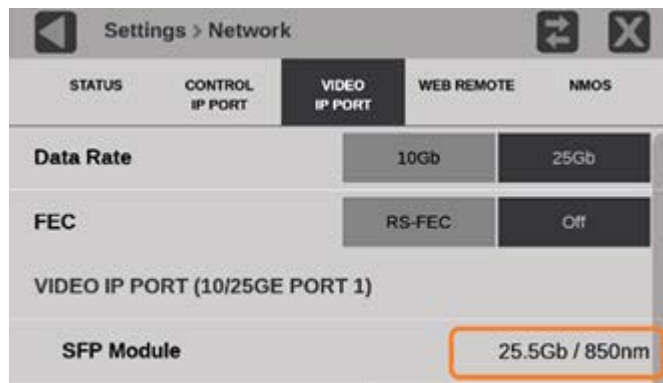 Settings > Network
STATUS
CONTROL
IP PORT
VIDEO
IP PORT
WEB REMOTE
NMOS
Data Rate
10Gb
25Gb
FEC
RS-FEC
Off
VIDEO IP PORT (10/25GE PORT 1)
SFP Module
25.5Gb / 850nm